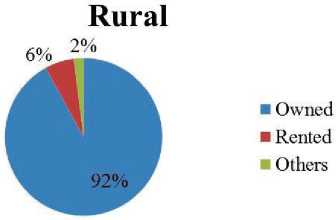 Rural
6% 2%
92%
Owned
Rented
Others